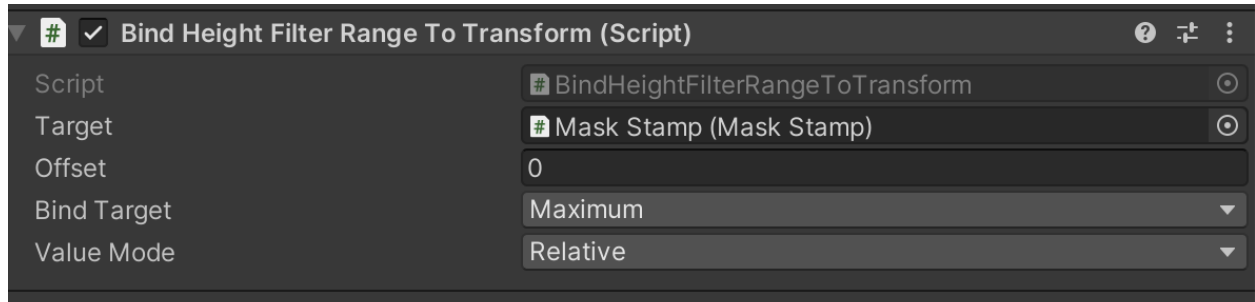 # Bind Height Filter Range To Transform (Script)
Script # BindHeightFilterRangeToTransform
Target # Mask Stamp (Mask Stamp)
Offset 0
Bind Target Maximum
Value Mode Relative